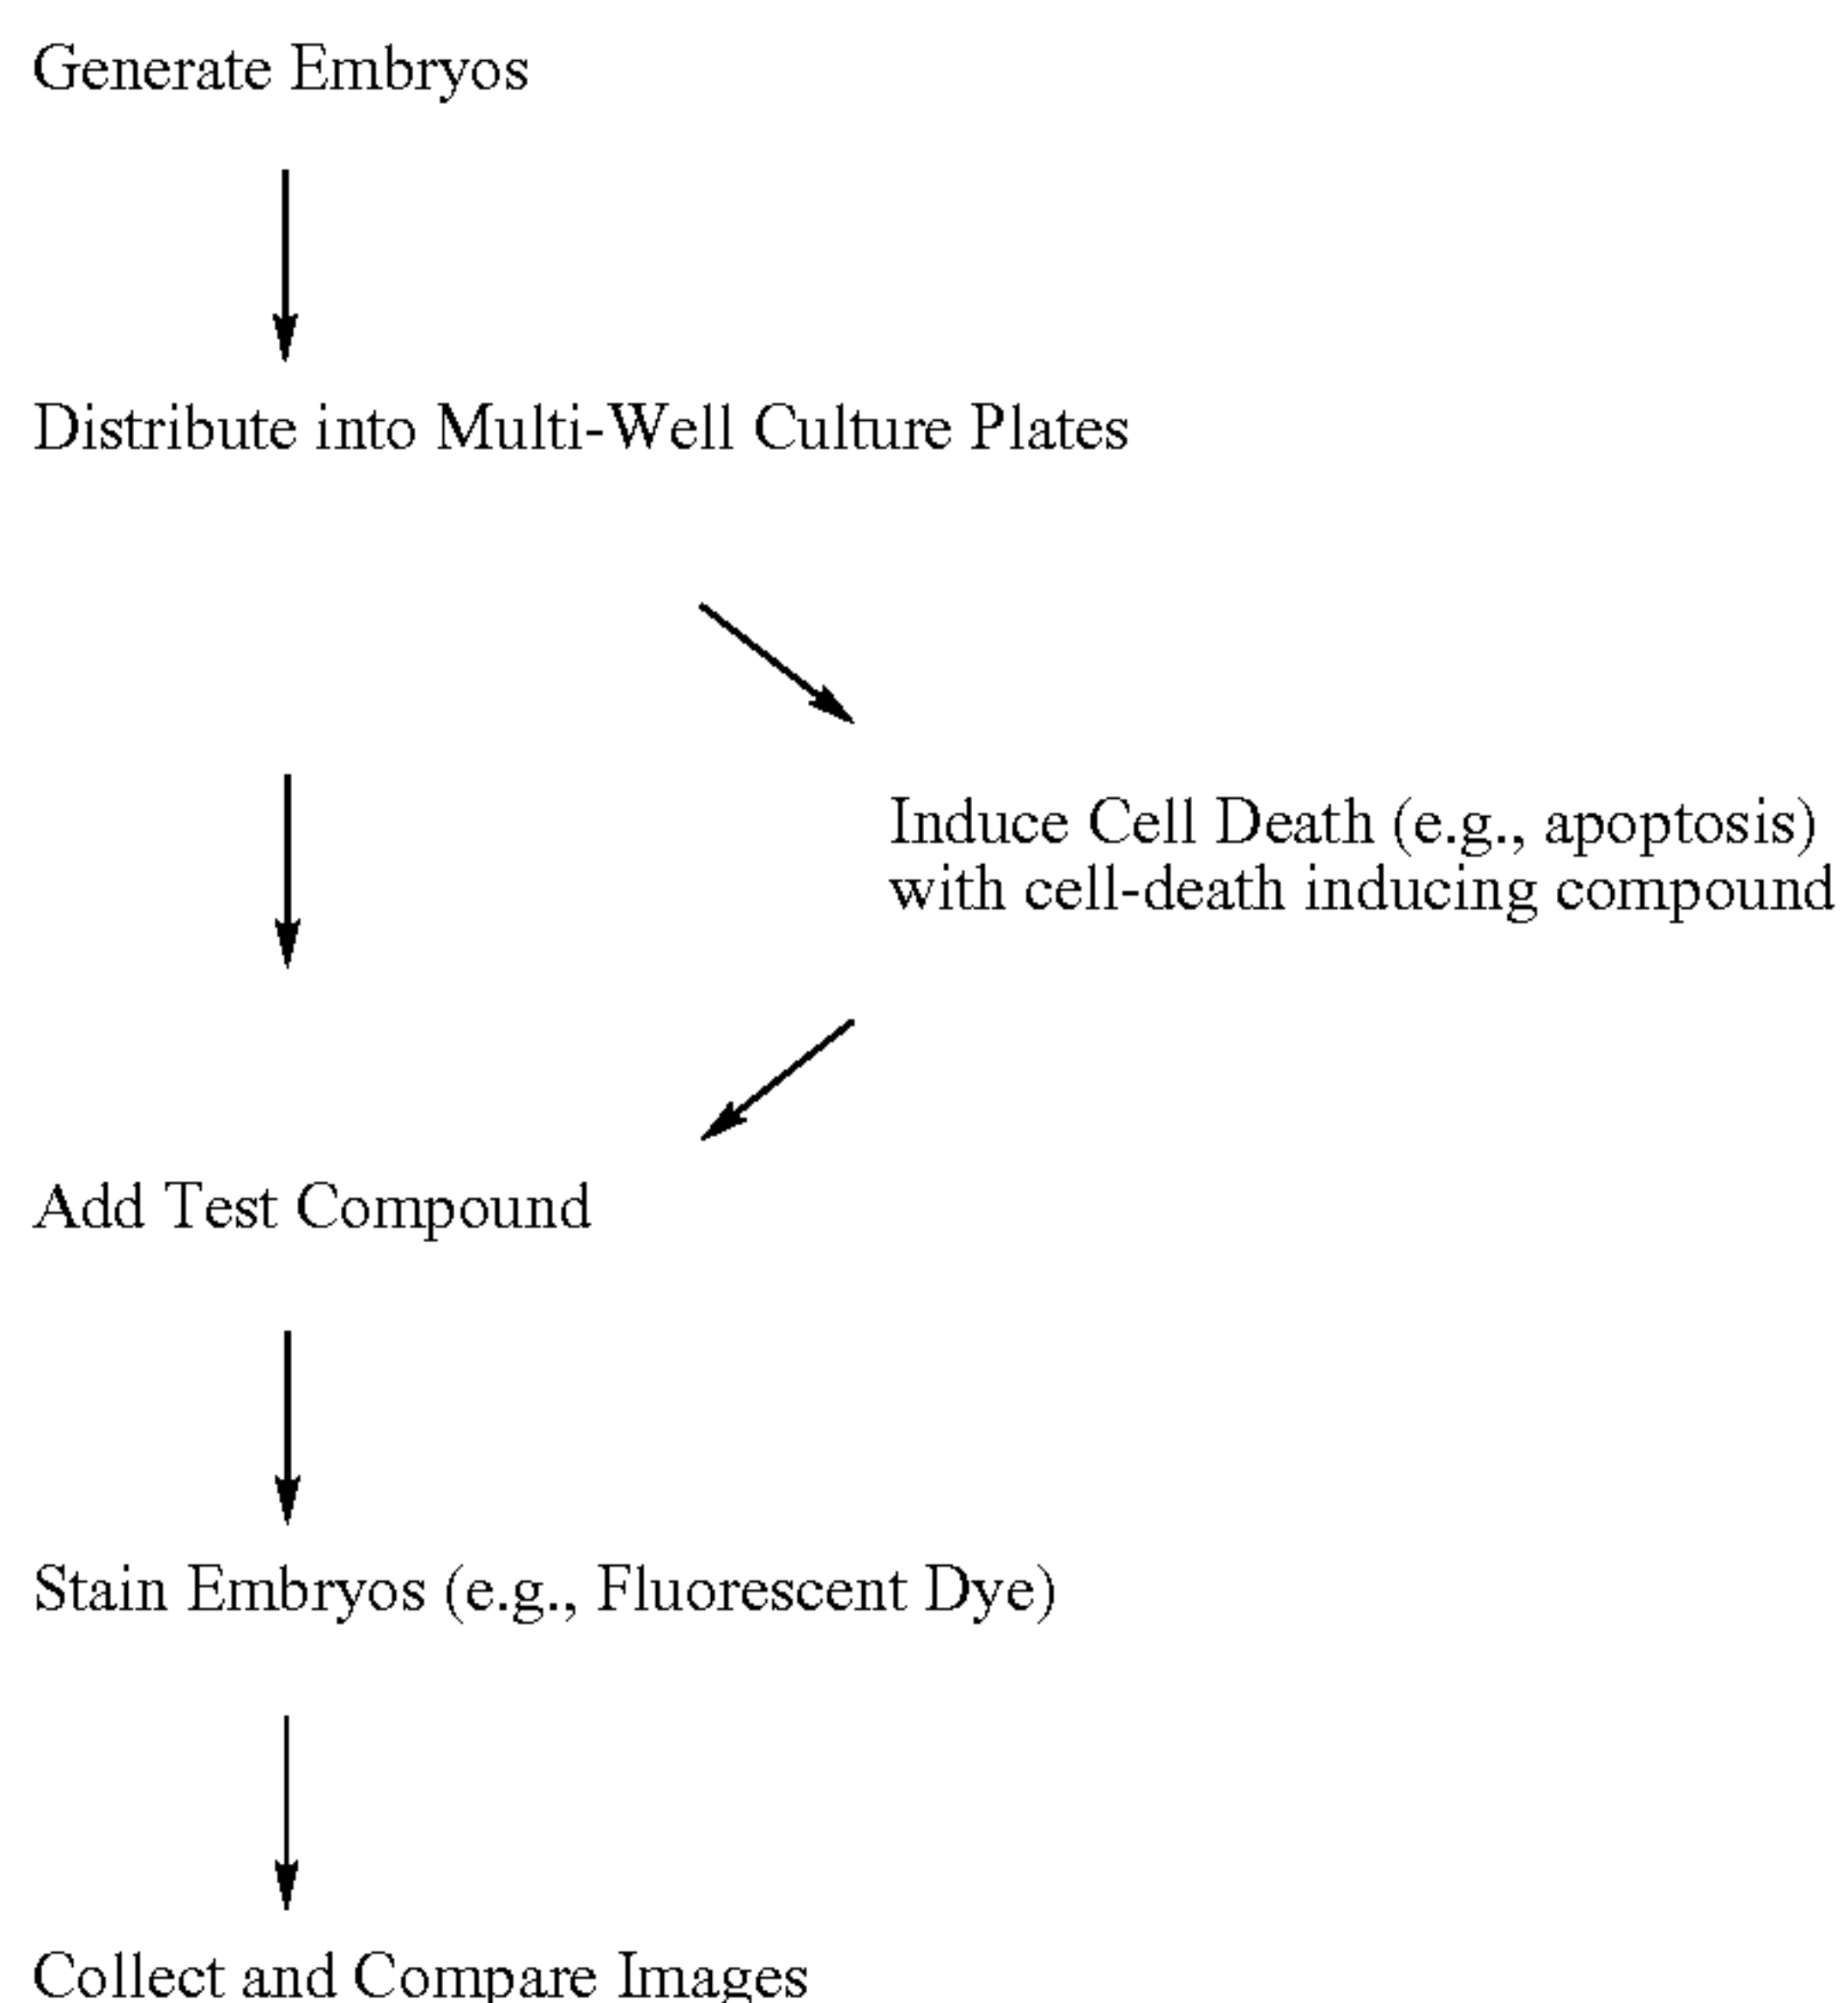 Generate Embryos
Distribute into Multi-Well Culture Plates
Induce Cell Death (e.g., apoptosis)
with cell-death inducing compound
Add Test Compound
Stain Embryos (e.g., Fluorescent Dye)
Collect and Compare Images